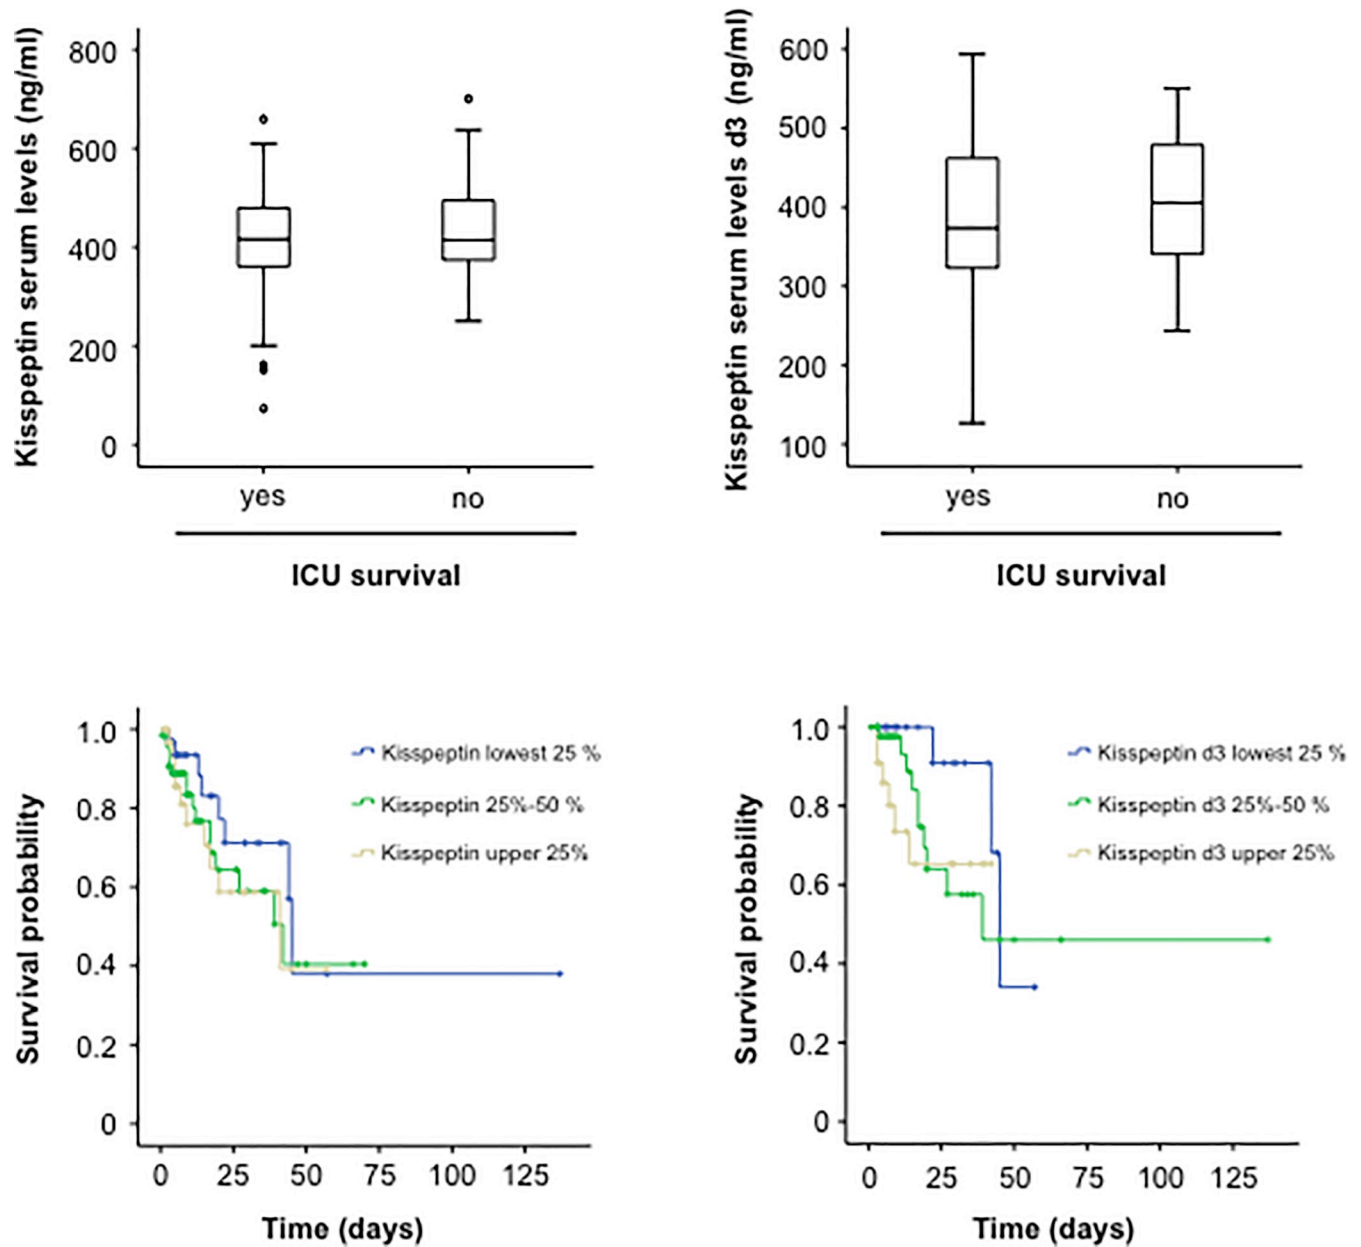 Kisspeptin serum levels (ng/ml)
800
600
400
200
0
yes
no
ICU survival
Kisspeptin serum levels d3 (ng/ml)
600
500
400
300
200
100
yes
no
ICU survival
Survival probability
1.0
0.8
0.6
0.4
0.2
0
Kisspeptin lowest 25 %
Kisspeptin 25%-50 %
Kisspeptin upper 25%
0 25 50 75 100 125
Time (days)
Survival probability
1.0
0.8
0.6
0.4
0.2
0
Kisspeptin d3 lowest 25 %
Kisspeptin d3 25%-50 %
Kisspeptin d3 upper 25%
0 25 50 75 100 125
Time (days)